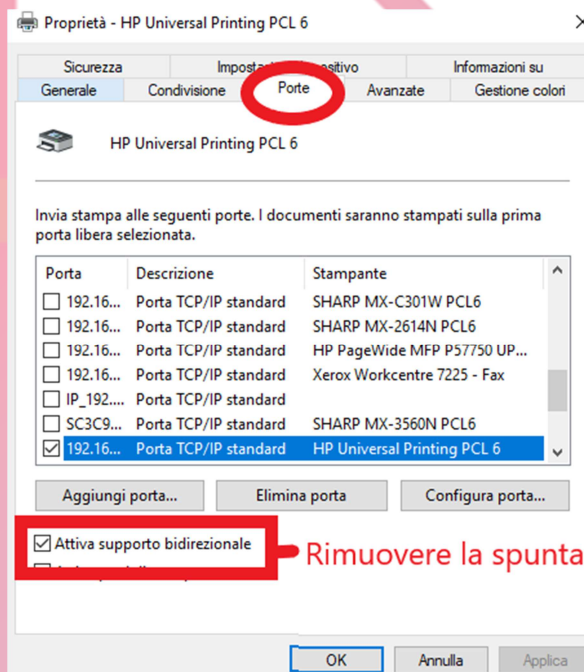 Proprietà - HP Universal Printing PCL 6
Sicurezza
Informazioni su
Generale Condivisione Porte Avanzate Gestione colori
HP Universal Printing PCL 6
Invia stampa alle seguenti porte. I documenti saranno stampati sulla prima
porta libera selezionata.
Porta Descrizione Stampante
192.16... Porta TCP/IP standard SHARP MX-C301W PCL6
192.16... Porta TCP/IP standard SHARP MX-2614N PCL6
192.16... Porta TCP/IP standard HP PageWide MFP P57750 UP...
192.16... Porta TCP/IP standard Xerox Workcentre 7225 - Fax
IP_192.... Porta TCP/IP standard
SC3C9... Porta TCP/IP standard SHARP MX-3560N PCL6
192.16... Porta TCP/IP standard HP Universal Printing PCL 6
Aggiungi porta... Elimina porta Configura porta...
Attiva supporto bidirezionale
Rimuovere la spunta
OK Annulla Applica